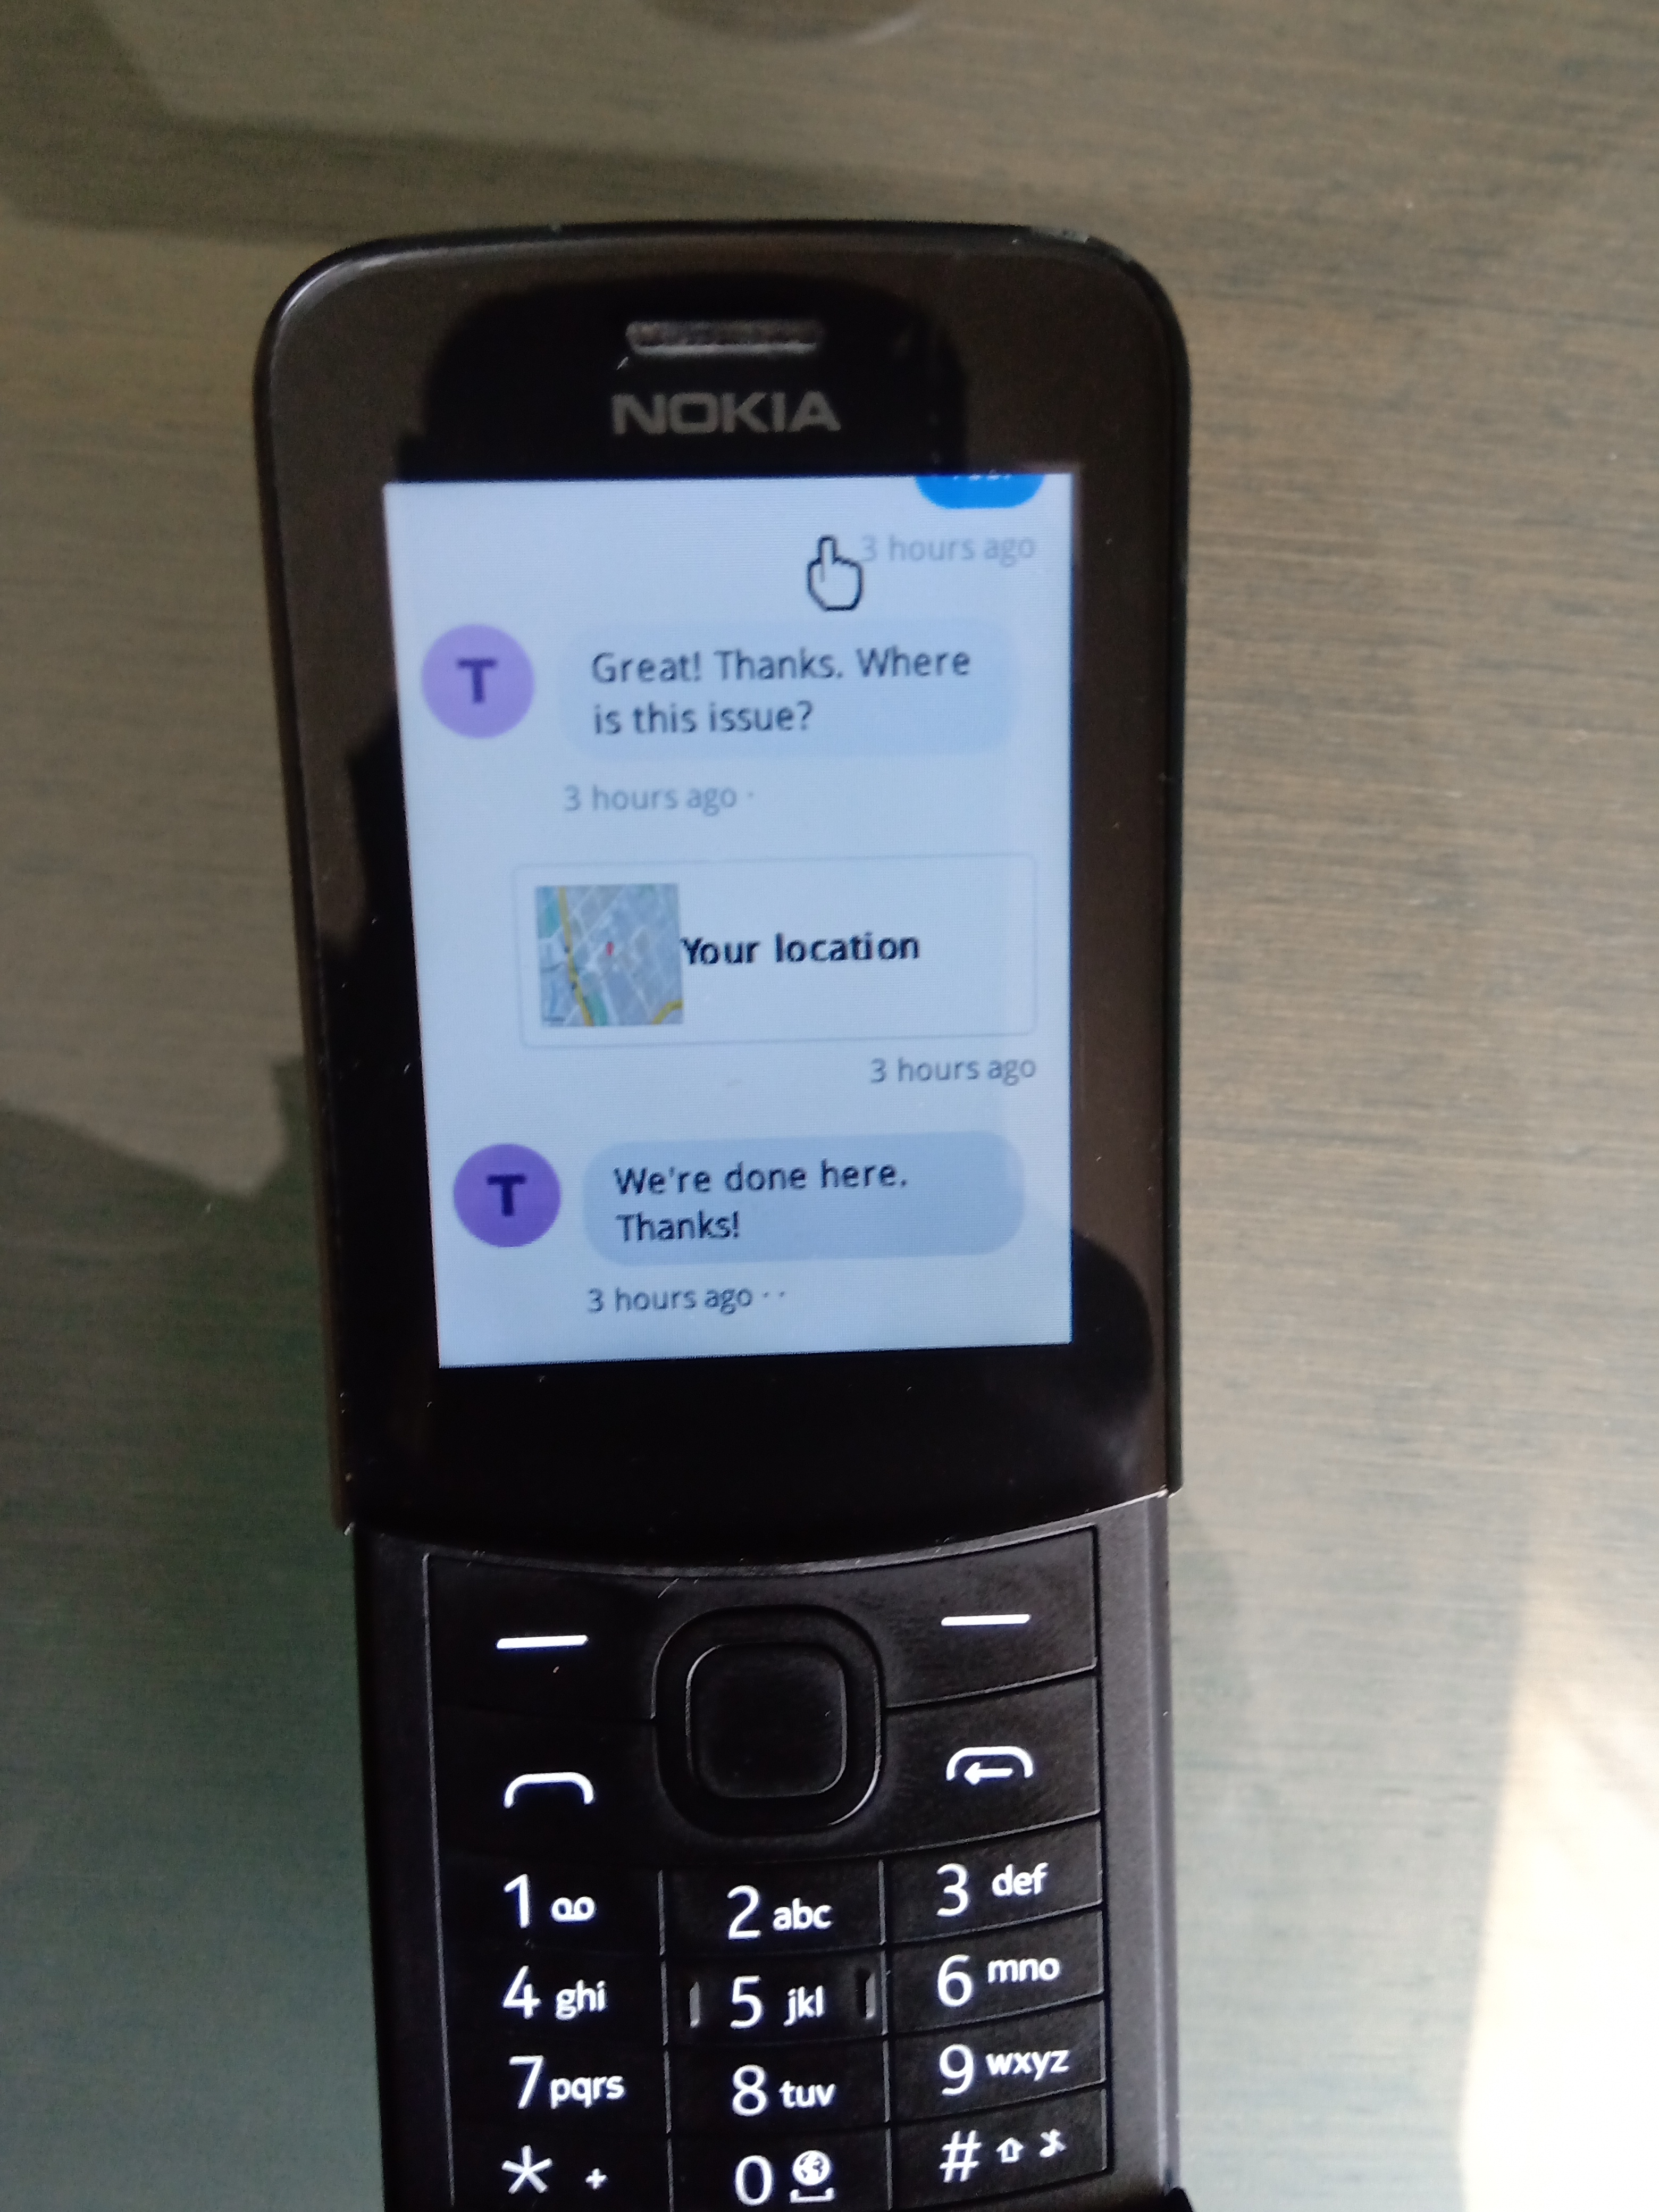 NOKIA
3 hours ago
T
Great! Thanks. Where
is this issue?
3 hours ago ·
Your location
3 hours ago
T
We're done here.
Thanks!
3 hours ago · ·
1
2 abc
3 def
4 ghi
5 jkl
6 mno
7 pqrs
8 tuv
9 wxyz
* +
0
#